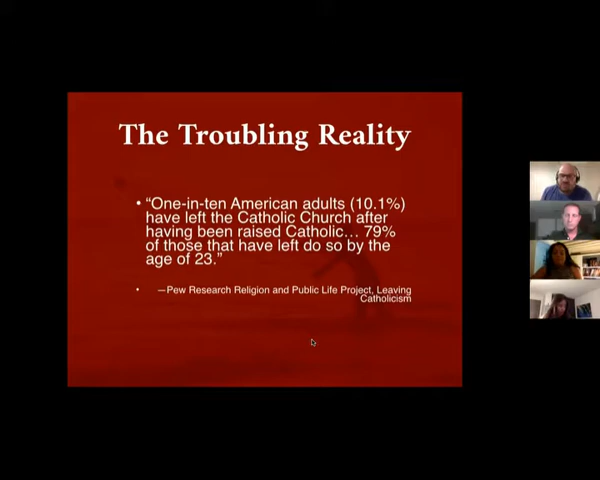 The Troubling Reality
• “One-in-ten American adults (10.1%)
have left the Catholic Church after
having been raised Catholic… 79%
of those that have left do so by the
age of 23.”
• —Pew Research Religion and Public Life Project, Leaving
Catholicism